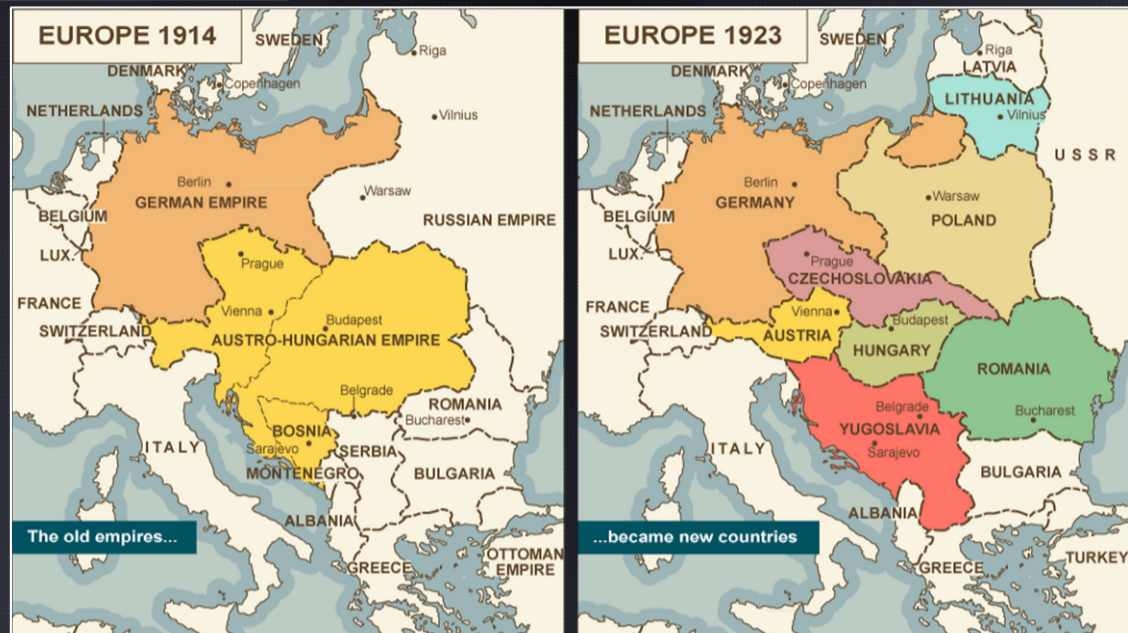 EUROPE 1914
SWEDEN
Riga
DENMARK
Copenhagen
NETHERLANDS
Vilnius
Berlin
Warsaw
GERMAN EMPIRE
BELGIUM
RUSSIAN EMPIRE
LUX.
Prague
FRANCE
Vienna
Budapest
SWITZERLAND
AUSTRO-HUNGARIAN EMPIRE
Belgrade
ROMANIA
Bucharest
BOSNIA
ITALY
Sarajevo
SERBIA
MONTENEGRO
BULGARIA
ALBANIA
The old empires...
OTTOMAN
EMPIRE
GREECE
EUROPE 1923
SWEDEN
Riga
LATVIA
DENMARK
Copenhagen
LITHUANIA
NETHERLANDS
Vilnius
USSR
Berlin
Warsaw
GERMANY
POLAND
BELGIUM
LUX.
Prague
CZECHOSLOVAKIA
FRANCE
Vienna
Budapest
SWITZERLAND
AUSTRIA
HUNGARY
ROMANIA
Belgrade
Bucharest
YUGOSLAVIA
ITALY
Sarajevo
BULGARIA
ALBANIA
...became new countries
TURKEY
GREECE